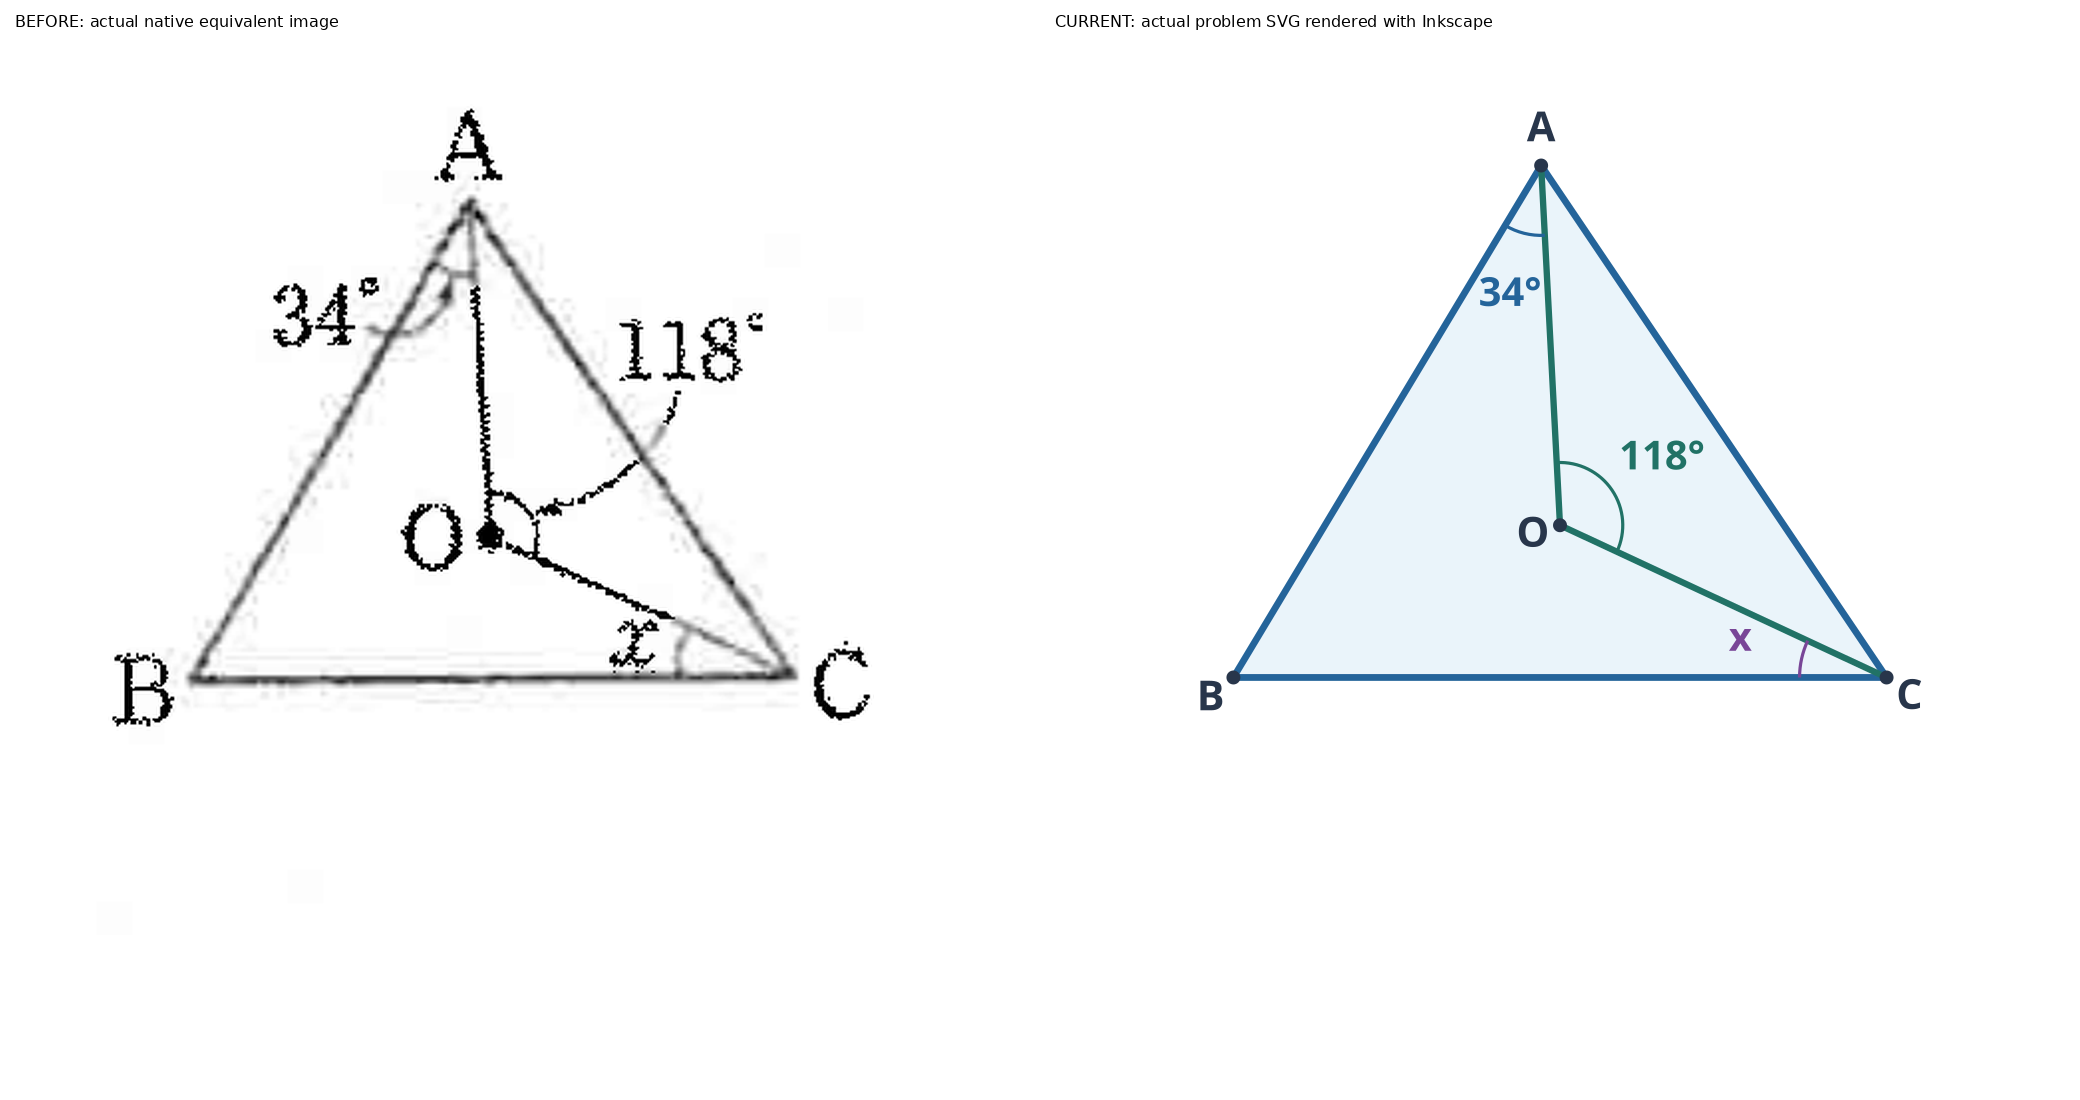 BEFORE: actual native equivalent image
A
34°
118°
O
x
B
C
CURRENT: actual problem SVG rendered with Inkscape
A
34°
118°
O
x
B
C